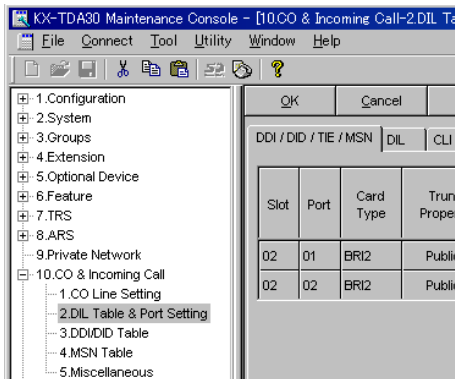 KX-TDA30 Maintenance Console - [10.CO & Incoming Call-2.DIL
File Connect Tool Utility Window Help
1.Configuration
2.System
3.Groups
4.Extension
5.Optional Device
6.Feature
7.TRS
8.ARS
9.Private Network
10.CO & Incoming Call
1.CO Line Setting
2.DIL Table & Port Setting
3.DDI/DID Table
4.MSN Table
5.Miscellaneous
OK Cancel
DDI / DID / TIE / MSN DIL CLI
Slot Port Card Type
02 01 BRI2
02 02 BRI2